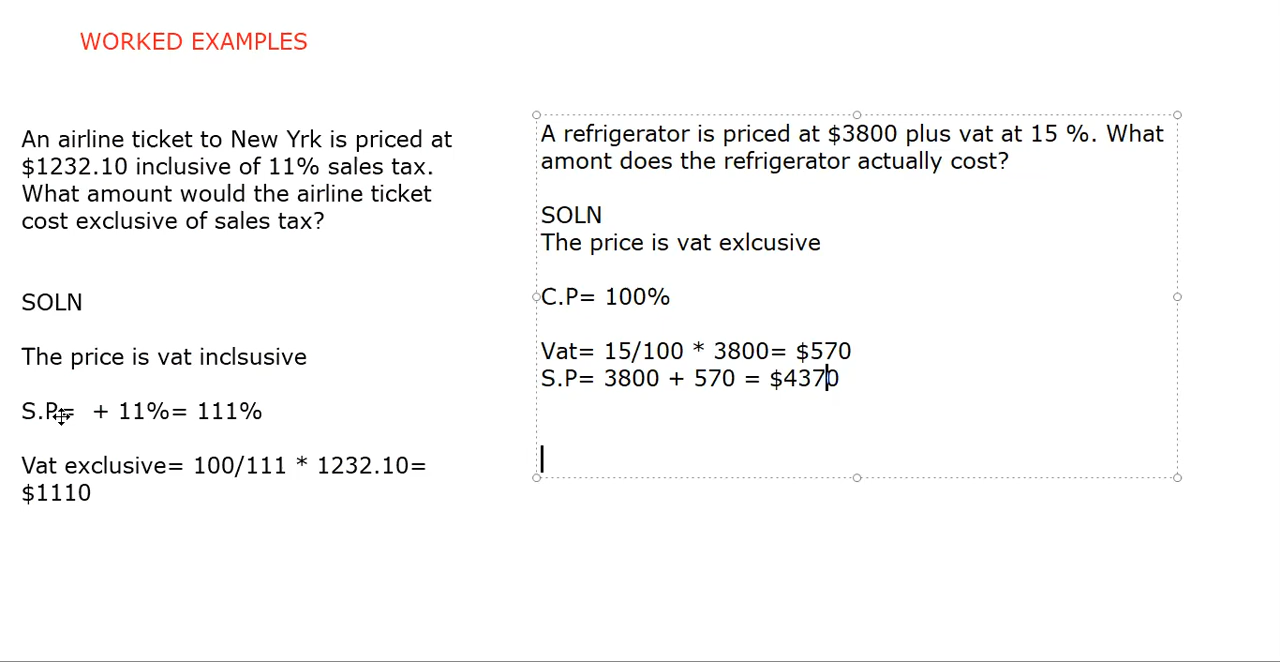 WORKED EXAMPLES
An airline ticket to New Yrk is priced at
$1232.10 inclusive of 11% sales tax.
What amount would the airline ticket
cost exclusive of sales tax?
SOLN
The price is vat inclsusive
S.P= + 11%= 111%
Vat exclusive= 100/111 * 1232.10=
$1110
A refrigerator is priced at $3800 plus vat at 15 %. What
amont does the refrigerator actually cost?
SOLN
The price is vat exlcusive
C.P= 100%
Vat= 15/100 * 3800= $570
S.P= 3800 + 570 = $4370